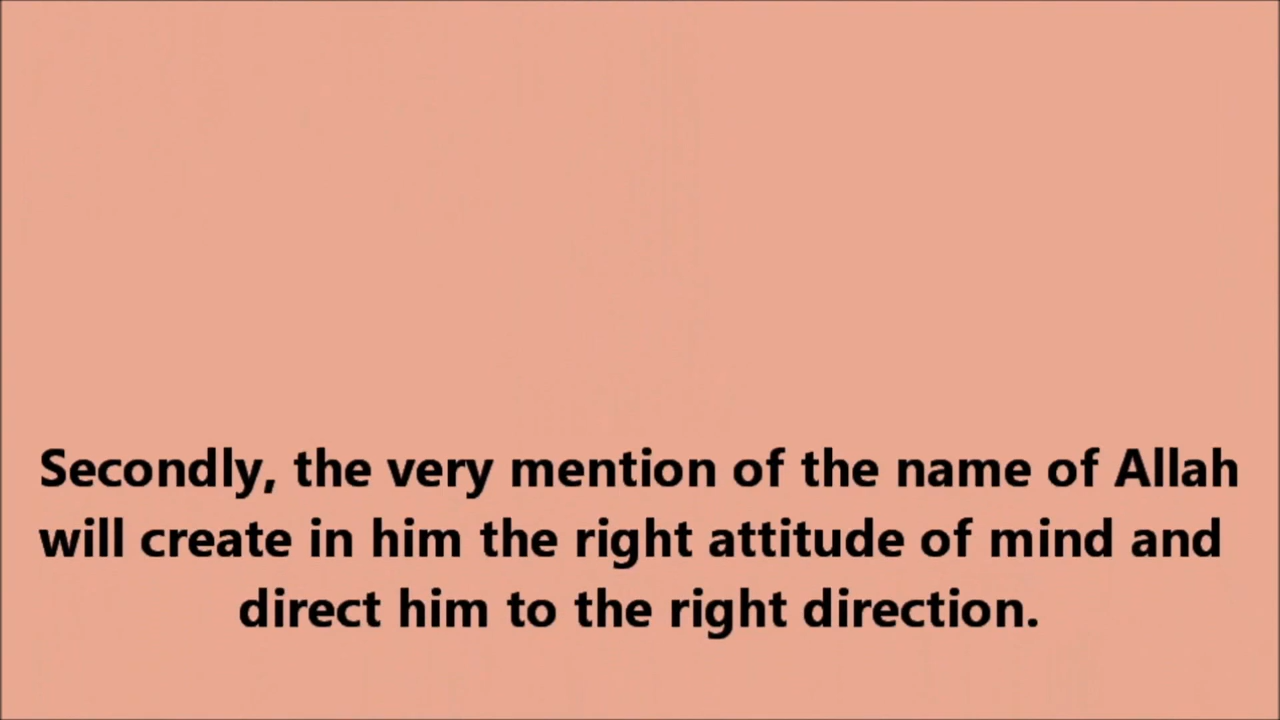 Secondly, the very mention of the name of Allah
will create in him the right attitude of mind and
direct him to the right direction.